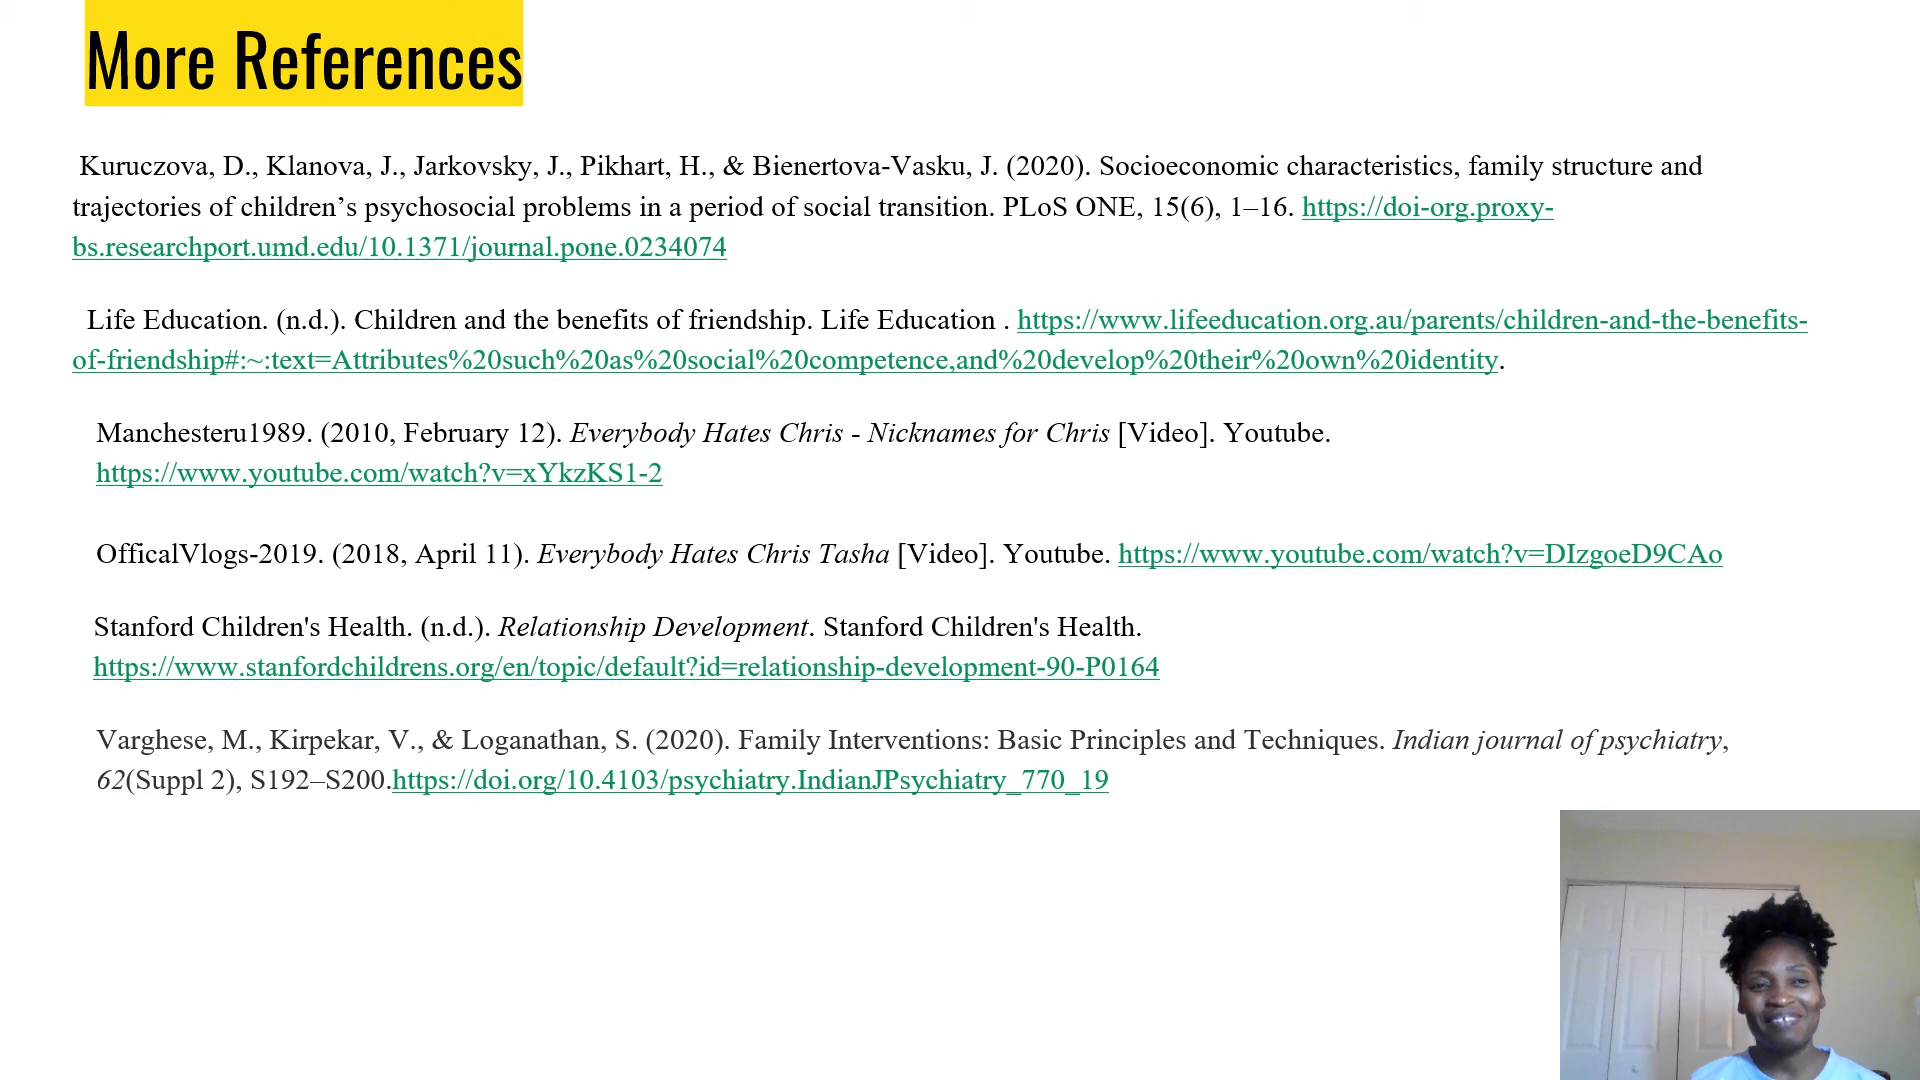 More References
Kuruczova, D., Klanova, J., Jarkovsky, J., Pikhart, H., & Bienertova-Vasku, J. (2020). Socioeconomic characteristics, family structure and
trajectories of children’s psychosocial problems in a period of social transition. PLoS ONE, 15(6), 1–16. https://doi-org.proxy-
bs.researchport.umd.edu/10.1371/journal.pone.0234074
Life Education. (n.d.). Children and the benefits of friendship. Life Education . https://www.lifeeducation.org.au/parents/children-and-the-benefits-
of-friendship#:~:text=Attributes%20such%20as%20social%20competence,and%20develop%20their%20own%20identity.
Manchesteru1989. (2010, February 12). Everybody Hates Chris - Nicknames for Chris [Video]. Youtube.
https://www.youtube.com/watch?v=xYkzKS1-2
OfficalVlogs-2019. (2018, April 11). Everybody Hates Chris Tasha [Video]. Youtube. https://www.youtube.com/watch?v=DIzgoeD9CAo
Stanford Children's Health. (n.d.). Relationship Development. Stanford Children's Health.
https://www.stanfordchildrens.org/en/topic/default?id=relationship-development-90-P0164
Varghese, M., Kirpekar, V., & Loganathan, S. (2020). Family Interventions: Basic Principles and Techniques. Indian journal of psychiatry,
62(Suppl 2), S192–S200.https://doi.org/10.4103/psychiatry.IndianJPsychiatry_770_19